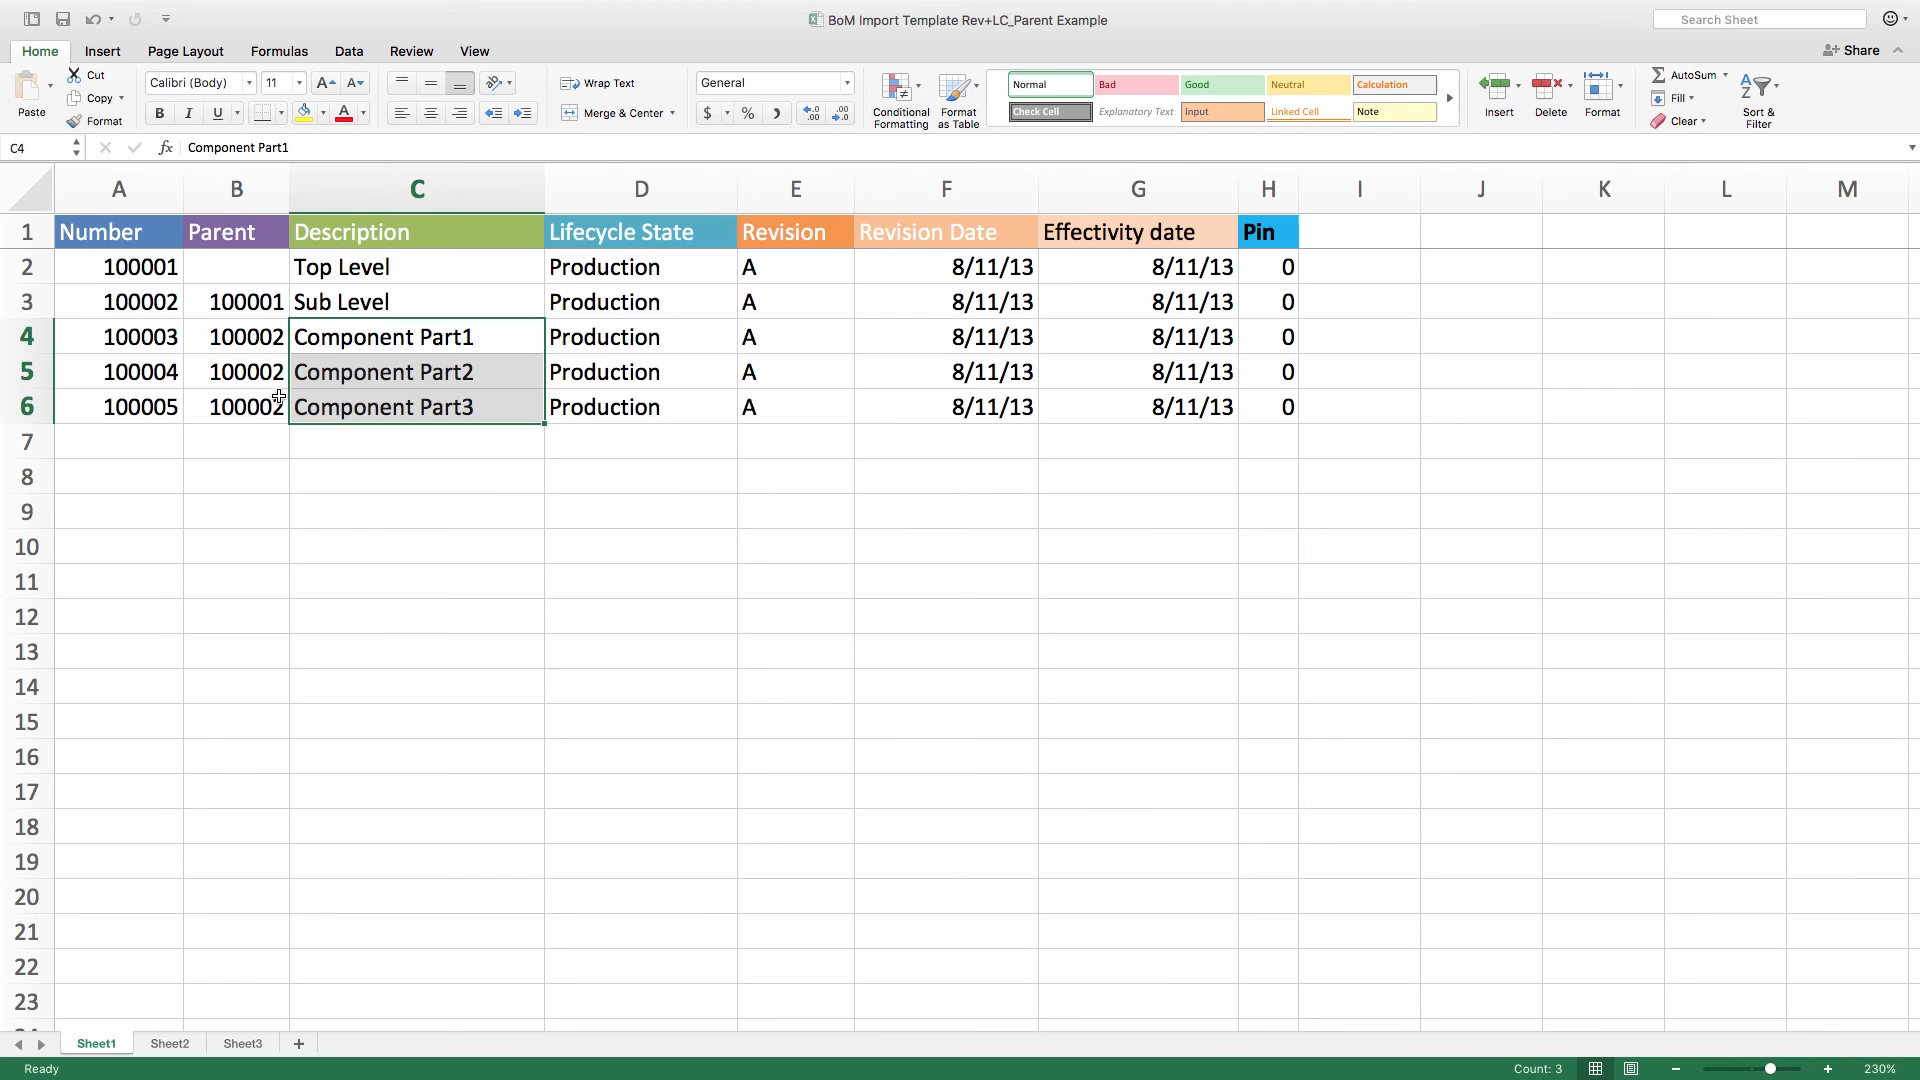 BoM Import Template Rev+LC_Parent Example
Search Sheet
Home Insert Page Layout Formulas Data Review View
Share
Paste
Cut
Copy
Format
Calibri (Body) 11 A A
B I U A
Wrap Text
Merge & Center
General
$ % .00 .0
Conditional Formatting
Format as Table
Normal Bad Good Neutral Calculation
Check Cell Explanatory Text Input Linked Cell Note
Insert Delete Format
AutoSum
Fill
Clear
Sort & Filter
C4 fx Component Part1
A B C D E F G H I J K L M
1 Number Parent Description Lifecycle State Revision Revision Date Effectivity date Pin
2 100001 Top Level Production A 8/11/13 8/11/13 0
3 100002 100001 Sub Level Production A 8/11/13 8/11/13 0
4 100003 100002 Component Part1 Production A 8/11/13 8/11/13 0
5 100004 100002 Component Part2 Production A 8/11/13 8/11/13 0
6 100005 100002 Component Part3 Production A 8/11/13 8/11/13 0
7
8
9
10
11
12
13
14
15
16
17
18
19
20
21
22
23
Sheet1 Sheet2 Sheet3 +
Ready Count: 3 − + 230%